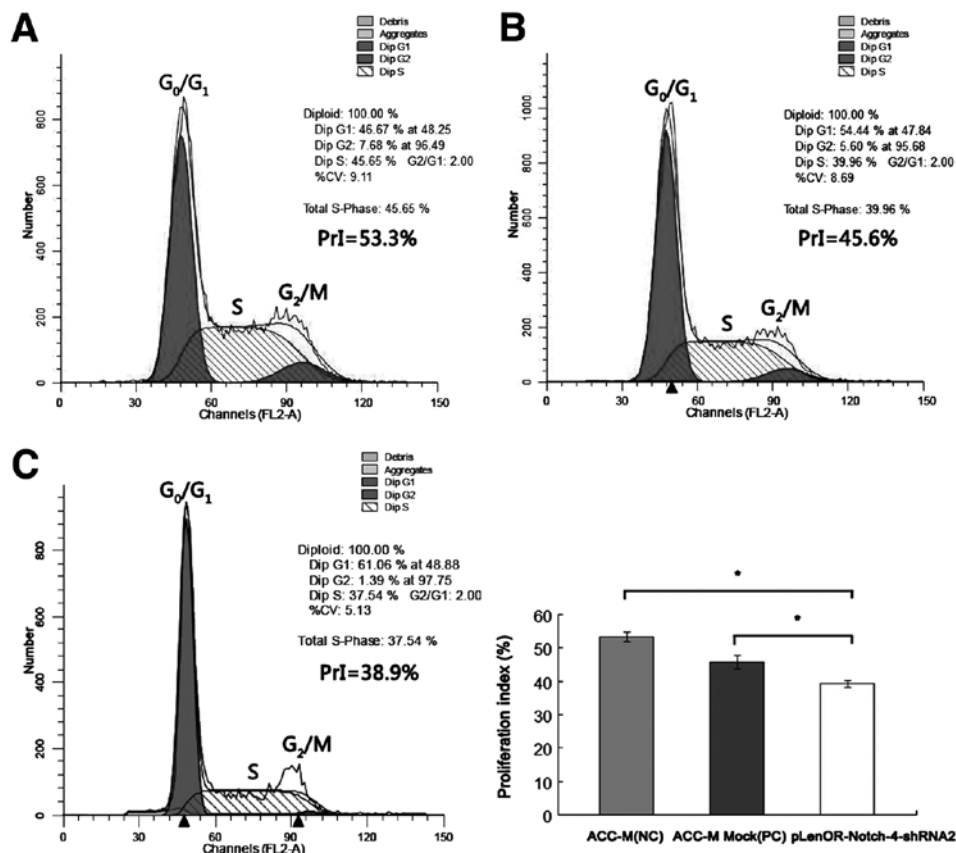 A
Debris
Aggregates
Dip G1
Dip G2
Dip S
G0/G1
Diploid: 100.00 %
Dip G1: 46.67 % at 48.25
Dip G2: 7.68 % at 96.49
Dip S: 45.65 % G2/G1: 2.00
%CV: 9.11
Total S-Phase: 45.65 %
PrI=53.3%
S
G2/M
Number
0 200 400 600 800
0 30 60 90 120 150
Channels (FL2-A)
B
Debris
Aggregates
Dip G1
Dip G2
Dip S
G0/G1
Diploid: 100.00 %
Dip G1: 54.44 % at 47.84
Dip G2: 5.60 % at 95.68
Dip S: 39.96 % G2/G1: 2.00
%CV: 8.69
Total S-Phase: 39.96 %
PrI=45.6%
S
G2/M
Number
0 200 400 600 800 1,000
0 30 60 90 120 150
Channels (FL2-A)
C
Debris
Aggregates
Dip G1
Dip G2
Dip S
G0/G1
Diploid: 100.00 %
Dip G1: 61.06 % at 48.88
Dip G2: 1.39 % at 97.75
Dip S: 37.54 % G2/G1: 2.00
%CV: 5.13
Total S-Phase: 37.54 %
PrI=38.9%
S
G2/M
Number
0 200 400 600 800
0 30 60 90 120 150
Channels (FL2-A)
*
*
Proliferation index (%)
60
50
40
30
20
10
0
ACC-M(NC) ACC-M Mock(PC) pLenOR-Notch-4-shRNA2